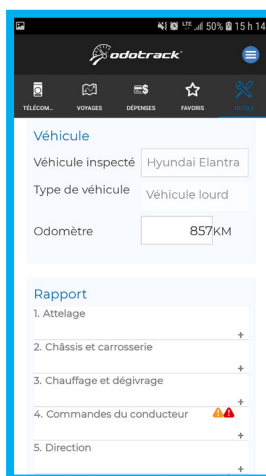 LTE 50% 15 h 14
odotrack
TÉLÉCOM... VOYAGES DÉPENSES FAVORIS OUTILS
Véhicule
Véhicule inspecté Hyundai Elantra
Type de véhicule Véhicule lourd
Odomètre 857KM
Rapport
1. Attelage
+
2. Châssis et carrosserie
+
3. Chauffage et dégivrage
+
4. Commandes du conducteur
+
5. Direction
+